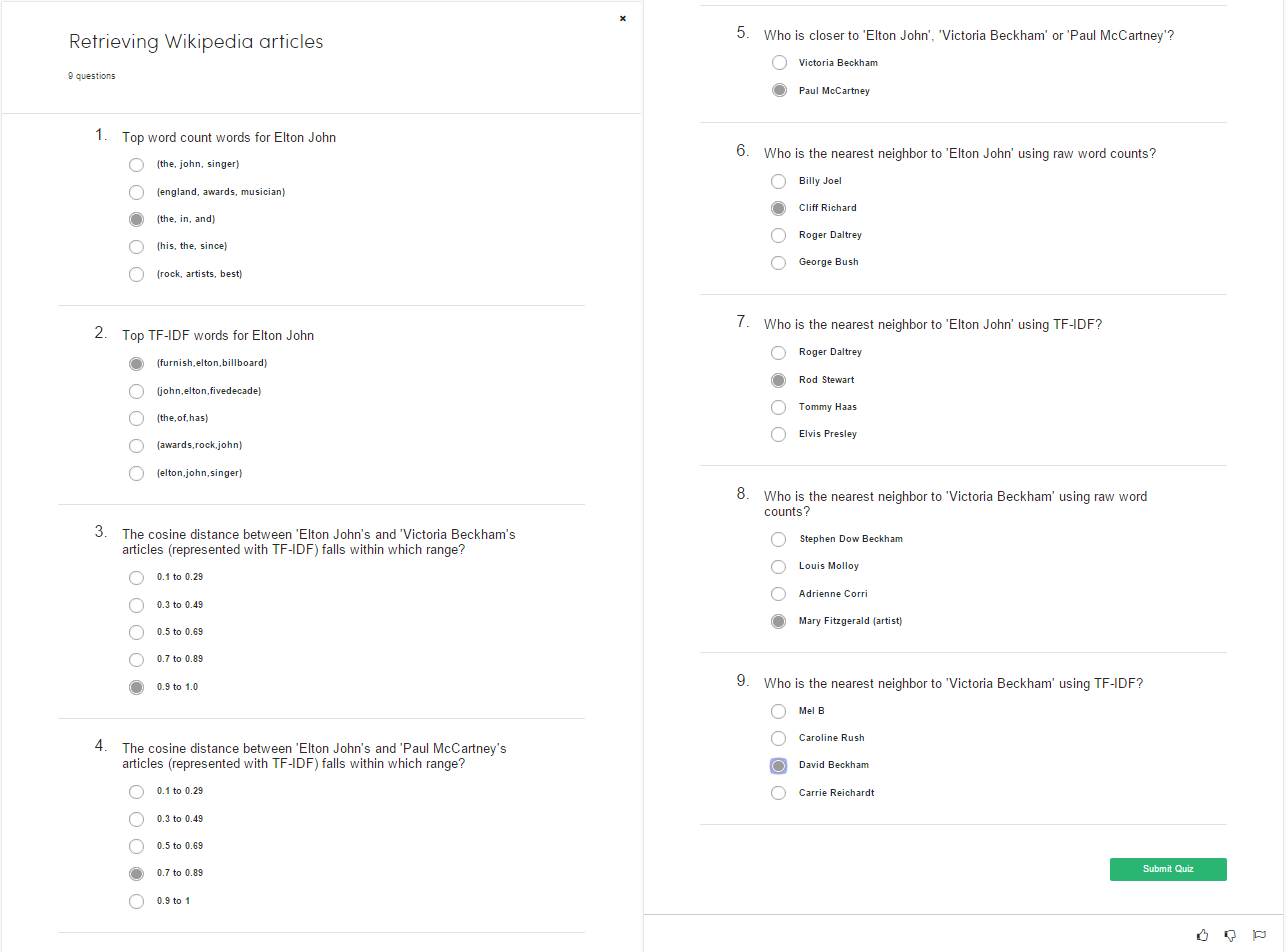 ×
Retrieving Wikipedia articles
9 questions
1. Top word count words for Elton John
(the, john, singer)
(england, awards, musician)
(the, in, and)
(his, the, since)
(rock, artists, best)
2. Top TF-IDF words for Elton John
(furnish,elton,billboard)
(john,elton,fivedecade)
(the,of,has)
(awards,rock,john)
(elton,john,singer)
3. The cosine distance between 'Elton John's and 'Victoria Beckham's
articles (represented with TF-IDF) falls within which range?
0.1 to 0.29
0.3 to 0.49
0.5 to 0.69
0.7 to 0.89
0.9 to 1.0
4. The cosine distance between 'Elton John's and 'Paul McCartney's
articles (represented with TF-IDF) falls within which range?
0.1 to 0.29
0.3 to 0.49
0.5 to 0.69
0.7 to 0.89
0.9 to 1
5. Who is closer to 'Elton John', 'Victoria Beckham' or 'Paul McCartney'?
Victoria Beckham
Paul McCartney
6. Who is the nearest neighbor to 'Elton John' using raw word counts?
Billy Joel
Cliff Richard
Roger Daltrey
George Bush
7. Who is the nearest neighbor to 'Elton John' using TF-IDF?
Roger Daltrey
Rod Stewart
Tommy Haas
Elvis Presley
8. Who is the nearest neighbor to 'Victoria Beckham' using raw word
counts?
Stephen Dow Beckham
Louis Molloy
Adrienne Corri
Mary Fitzgerald (artist)
9. Who is the nearest neighbor to 'Victoria Beckham' using TF-IDF?
Mel B
Caroline Rush
David Beckham
Carrie Reichardt
Submit Quiz